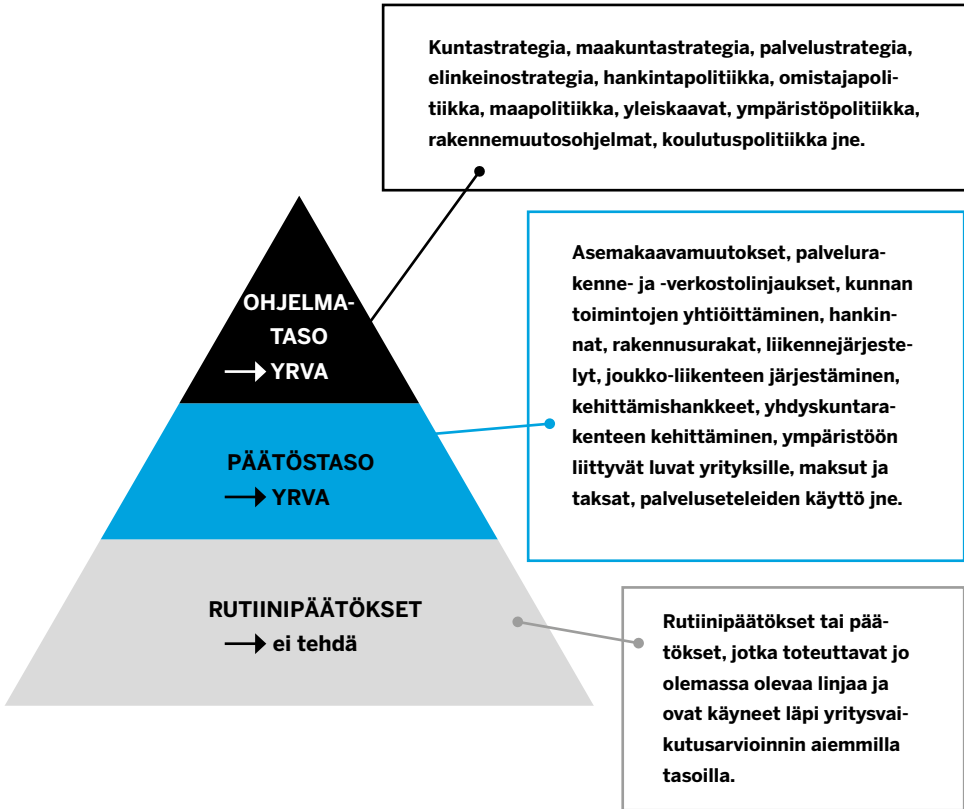 Kuntastrategia, maakuntastrategia, palvelustrategia,
elinkeinostrategia, hankintapolitiikka, omistajapoli-
tiikka, maapolitiikka, yleiskaavat, ympäristöpolitiikka,
rakennemuutosohjelmat, koulutuspolitiikka jne.
OHJELMA-
TASO
→ YRVA
Asemakaavamuutokset, palvelura-
kenne- ja -verkostolinjaukset, kunnan
toimintojen yhtiöittäminen, hankin-
nat, rakennusurakat, liikennejärjeste-
lyt, joukko-liikenteen järjestäminen,
kehittämishankkeet, yhdyskuntara-
kenteen kehittäminen, ympäristöön
liittyvät luvat yrityksille, maksut ja
taksat, palveluseteleiden käyttö jne.
PÄÄTÖSTASO
→ YRVA
RUTIINIPÄÄTÖKSET
→ ei tehdä
Rutiinipäätökset tai pää-
tökset, jotka toteuttavat jo
olemassa olevaa linjaa ja
ovat käyneet läpi yritysvai-
kutusarvioinnin aiemmilla
tasoilla.